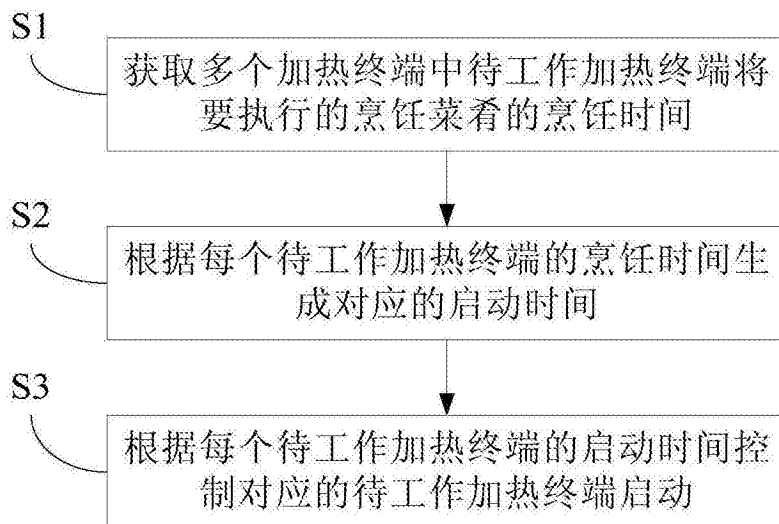 S1
获取多个加热终端中待工作加热终端将
要执行的烹饪菜肴的烹饪时间
S2
根据每个待工作加热终端的烹饪时间生
成对应的启动时间
S3
根据每个待工作加热终端的启动时间控
制对应的待工作加热终端启动